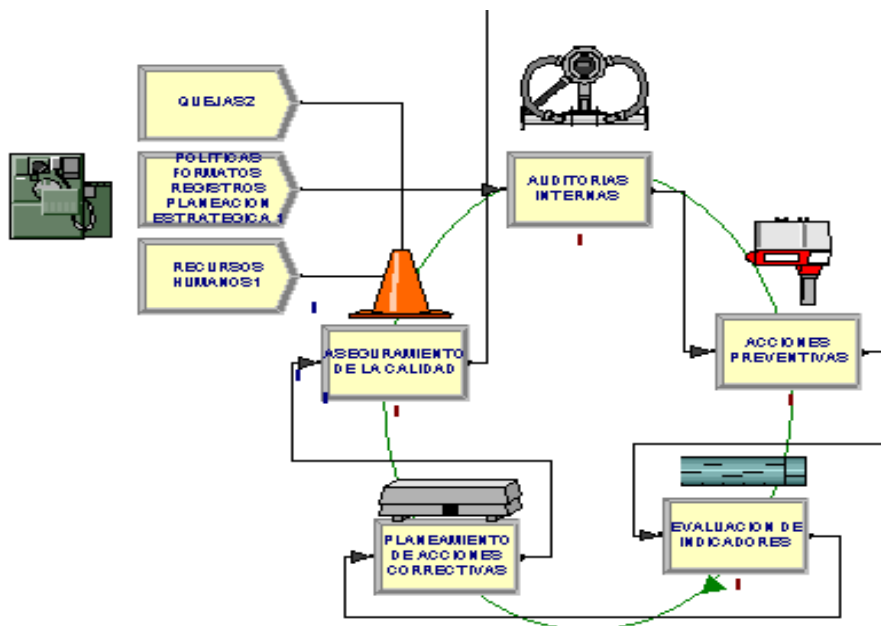 QUEJAS2
POLITICAS
FORMATOS
REGISTROS
PLANEACION
ESTRATEGICA 1
RECURSOS
HUMANOS1
AUDITORIAS
INTERNAS
ASEGURAMIENTO
DE LA CALIDAD
ACCIONES
PREVENTIVAS
PLANEAMIENTO
DE ACCIONES
CORRECTIVAS
EVALUACION DE
INDICADORES